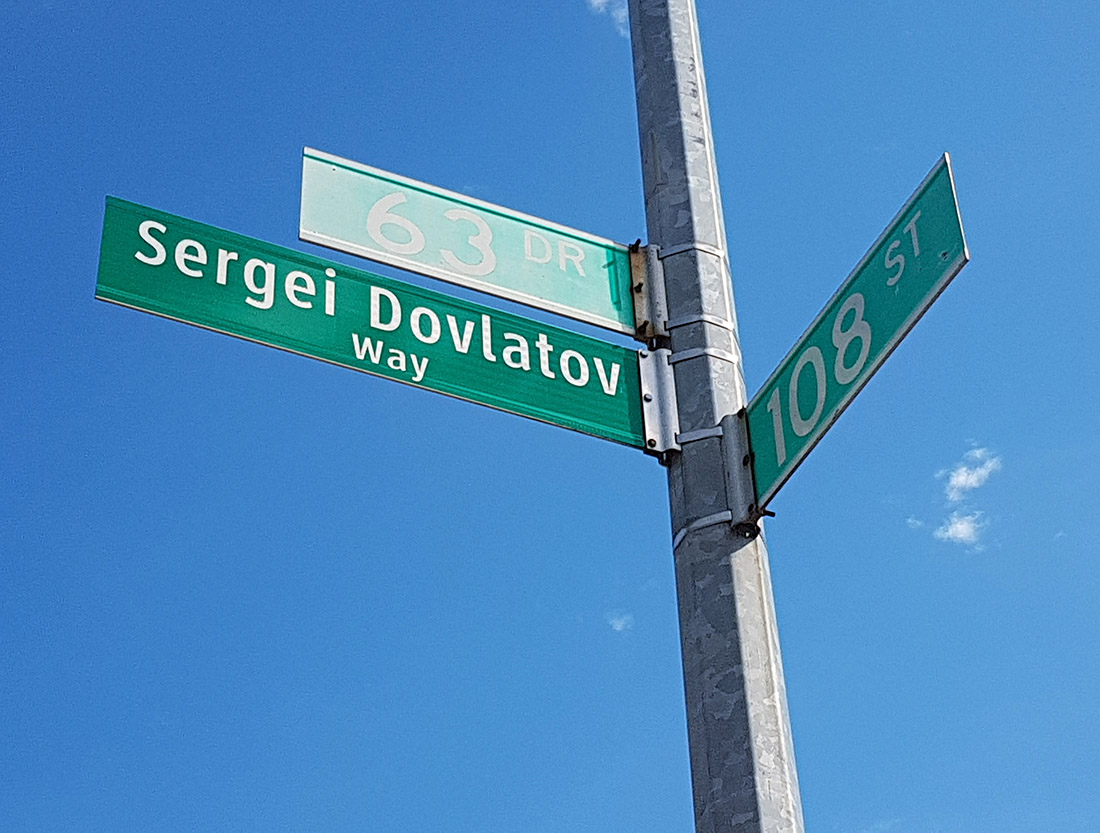 63 DR
Sergei Dovlatov
Way
108 ST